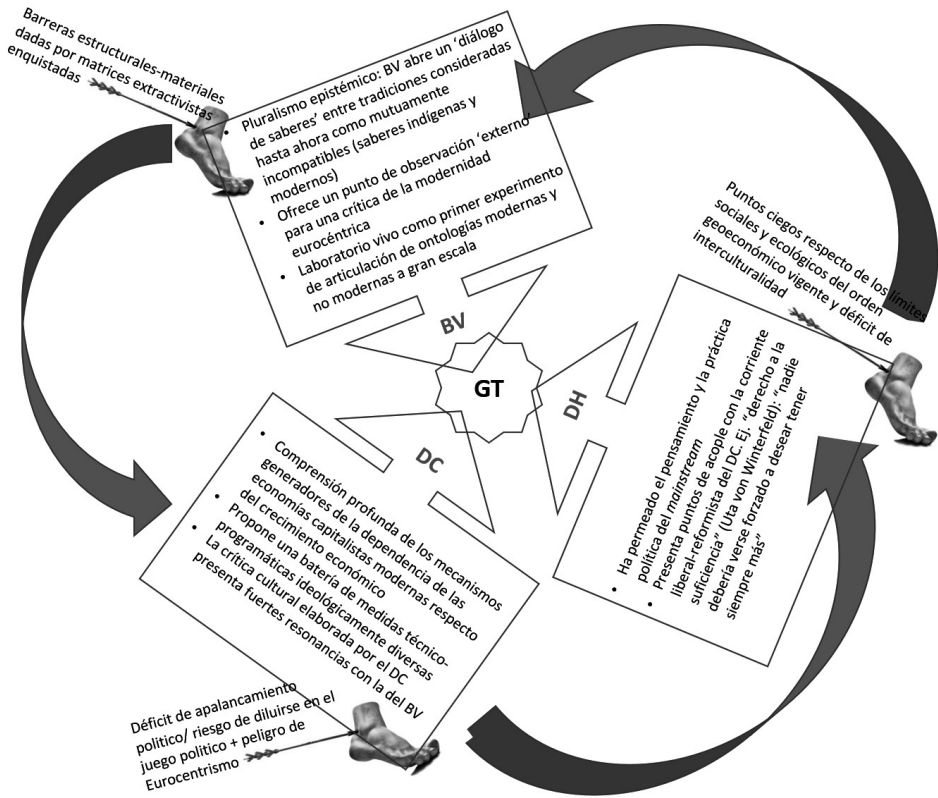 Barreras estructurales-materiales
dadas por matrices extractivistas
enquistadas
• Pluralismo epistémico: BV abre un ‘diálogo
de saberes’ entre tradiciones consideradas
hasta ahora como mutuamente
incompatibles (saberes indígenas y
modernos)
• Ofrece un punto de observación ‘externo’
para una crítica de la modernidad
eurocéntrica
• Laboratorio vivo como primer experimento
de articulación de ontologías modernas y
no modernas a gran escala
BV
Puntos ciegos respecto de los límites
sociales y ecológicos del orden
geoeconómico vigente y déficit de
interculturalidad
GT
DH
• Ha permeado el pensamiento y la práctica
política del mainstream
• Presenta puntos de acople con la corriente
liberal-reformista del DC. Ej. “derecho a la
suficiencia” (Uta von Winterfeld): “nadie
debería verse forzado a desear tener
siempre más”
DC
• Comprensión profunda de los mecanismos
generadores de la dependencia de las
economías capitalistas modernas respecto
del crecimiento económico
• Propone una batería de medidas técnico-
programáticas ideológicamente diversas
• La crítica cultural elaborada por el DC
presenta fuertes resonancias con la del BV
Déficit de apalancamiento
político/ riesgo de diluirse en el
juego político + peligro de
Eurocentrismo